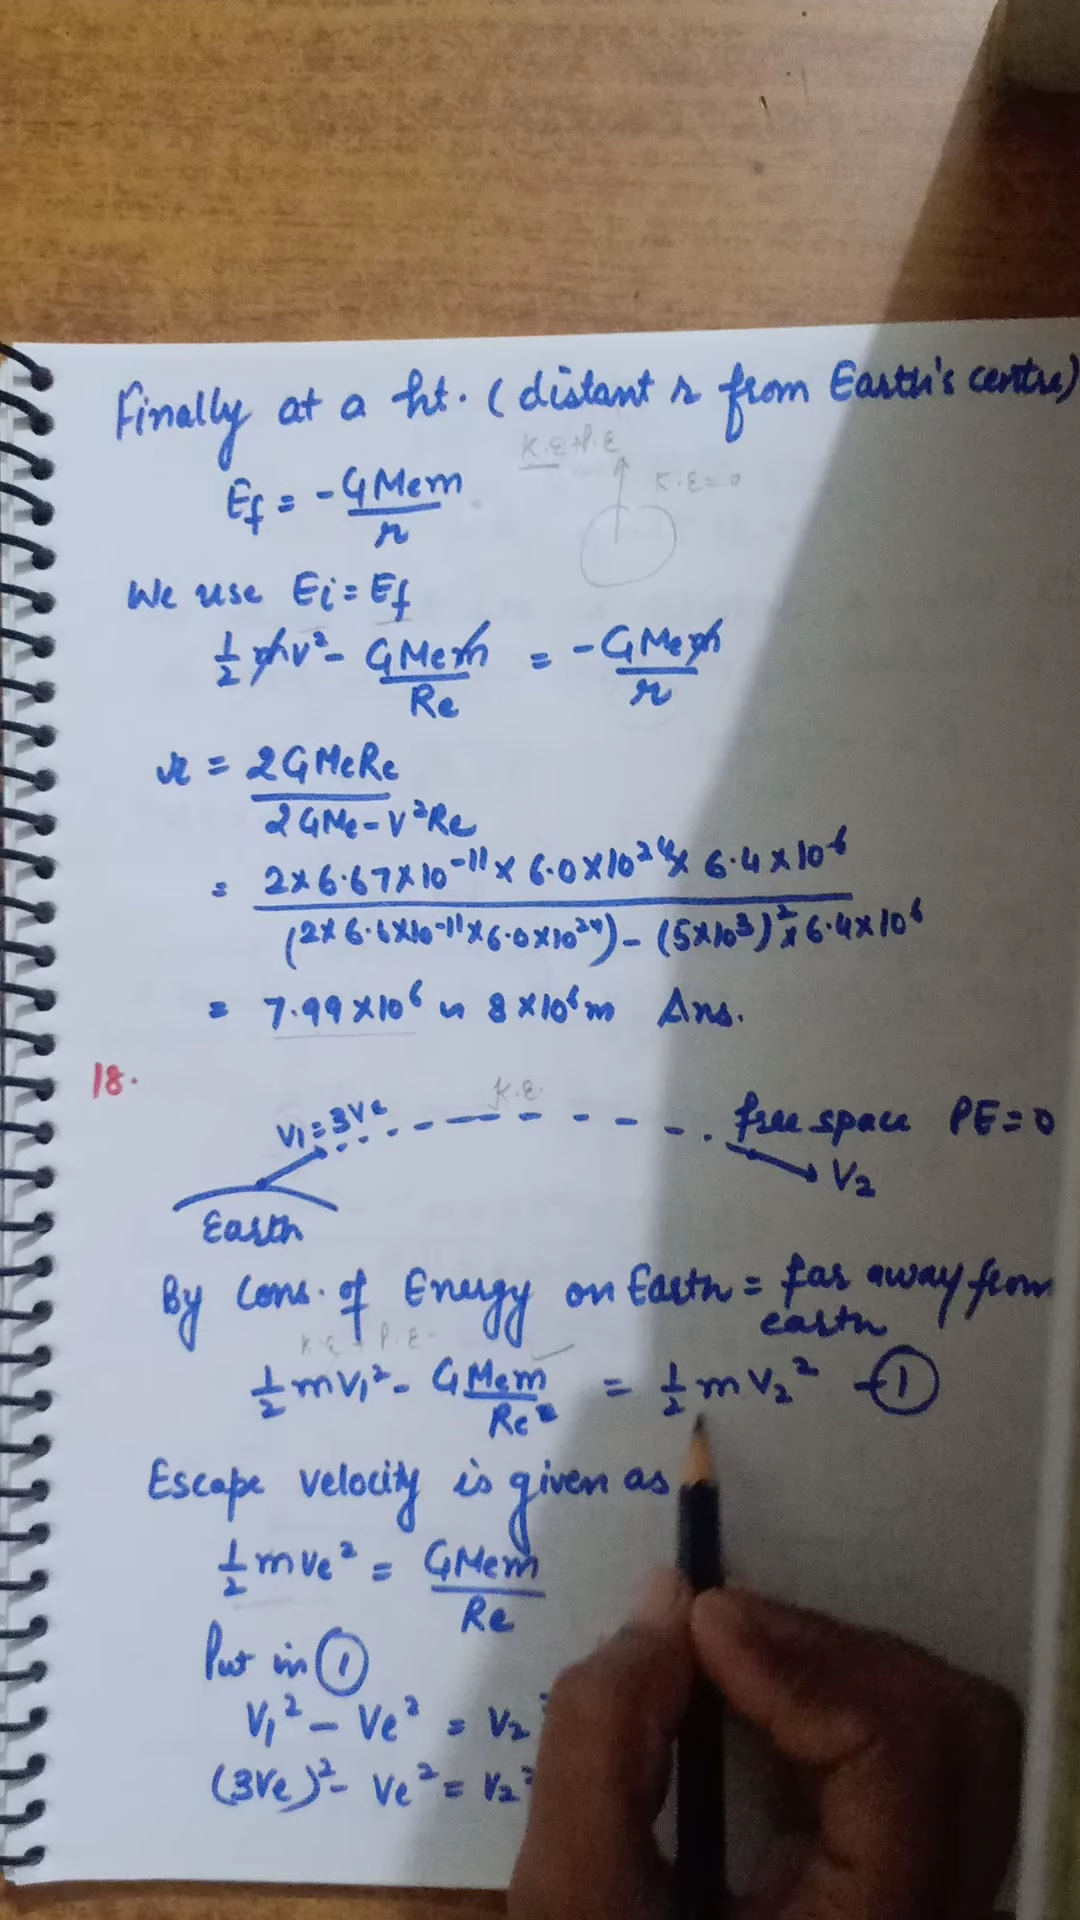 Finally at a ht. (distant r from Earth's centre)
K.E+P.E
K.E=0
Ef = -GMem/r
We use Ei = Ef
1/2 mv² - GMem/Re = -GMem/r
r = 2GMeRe/2GMe-v²Re
= 2×6.67×10⁻¹¹×6.0×10²⁴×6.4×10⁶/(2×6.6×10⁻¹¹×6.0×10²⁴) - (5×10³)²×6.4×10⁶
= 7.99×10⁶ ~ 8×10⁶m Ans.
18.
K.E.
V₁=3Ve
free space PE=0
V₂
Earth
By Cons. of Energy on Earth = far away from
earth
K.E + P.E
1/2 mv₁² - GMem/Re² = 1/2 mv₂² -①
Escape velocity is given as
1/2 mve² = GMem/Re
Put in ①
V₁² - Ve² = V₂²
(3Ve)² - Ve² = V₂²